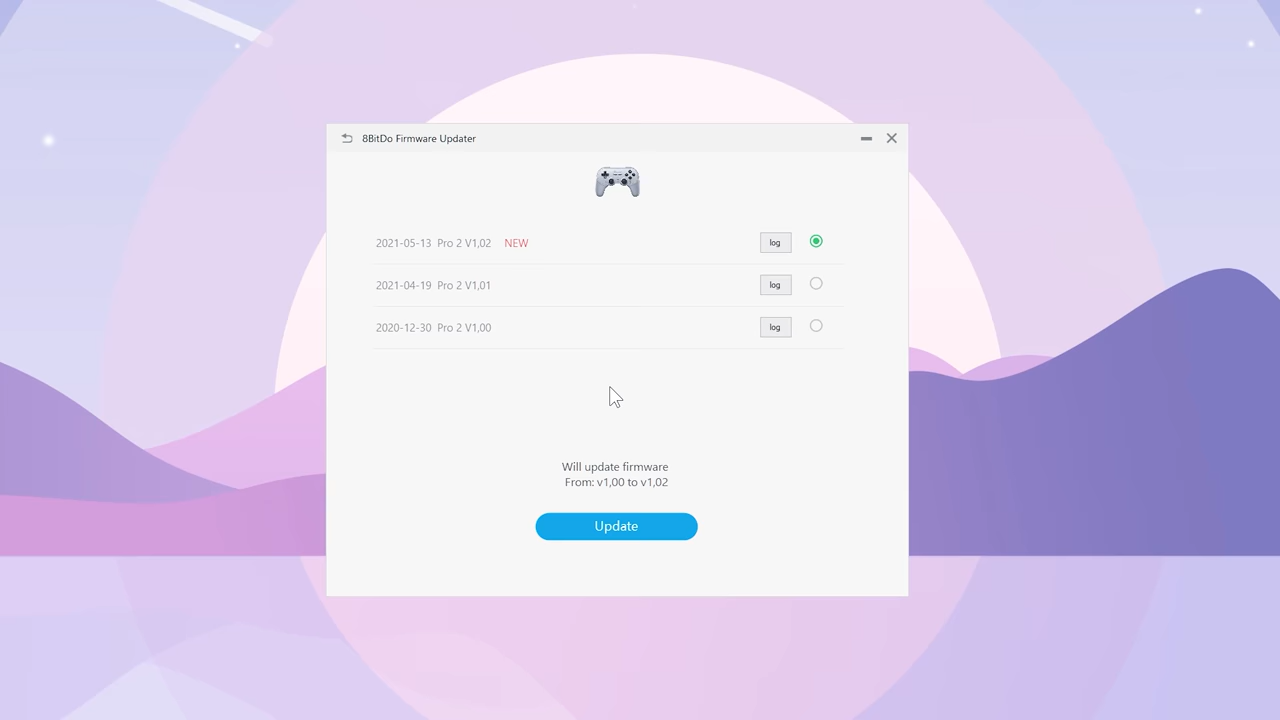 8BitDo Firmware Updater
2021-05-13 Pro 2 V1,02 NEW log
2021-04-19 Pro 2 V1,01 log
2020-12-30 Pro 2 V1,00 log
Will update firmware
From: v1,00 to v1,02
Update